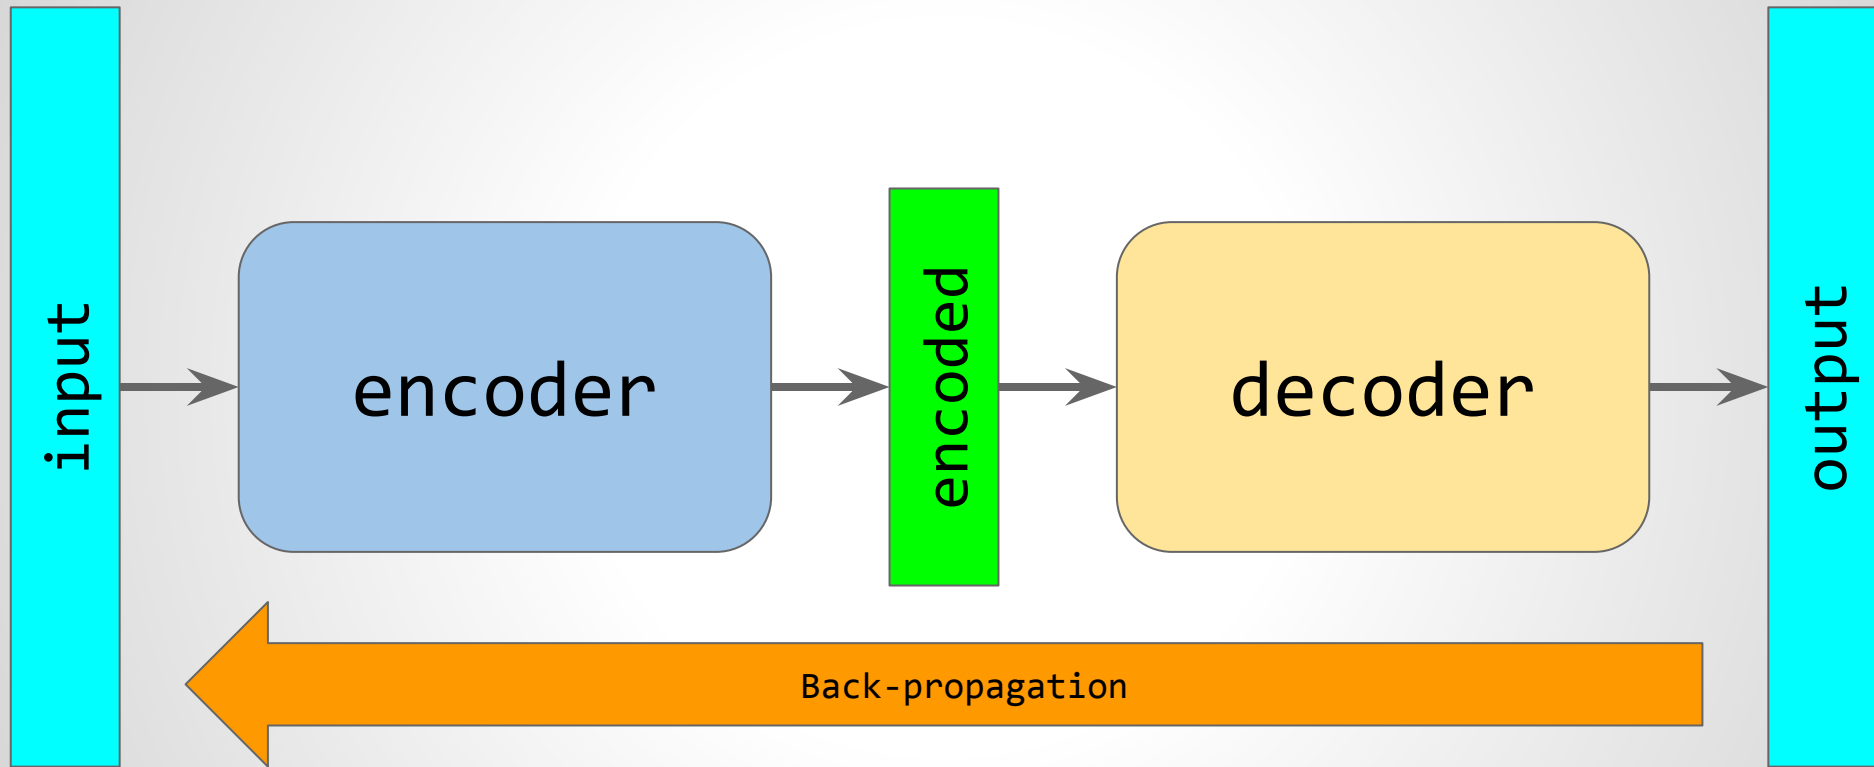 input
encoder
encoded
decoder
output
Back-propagation